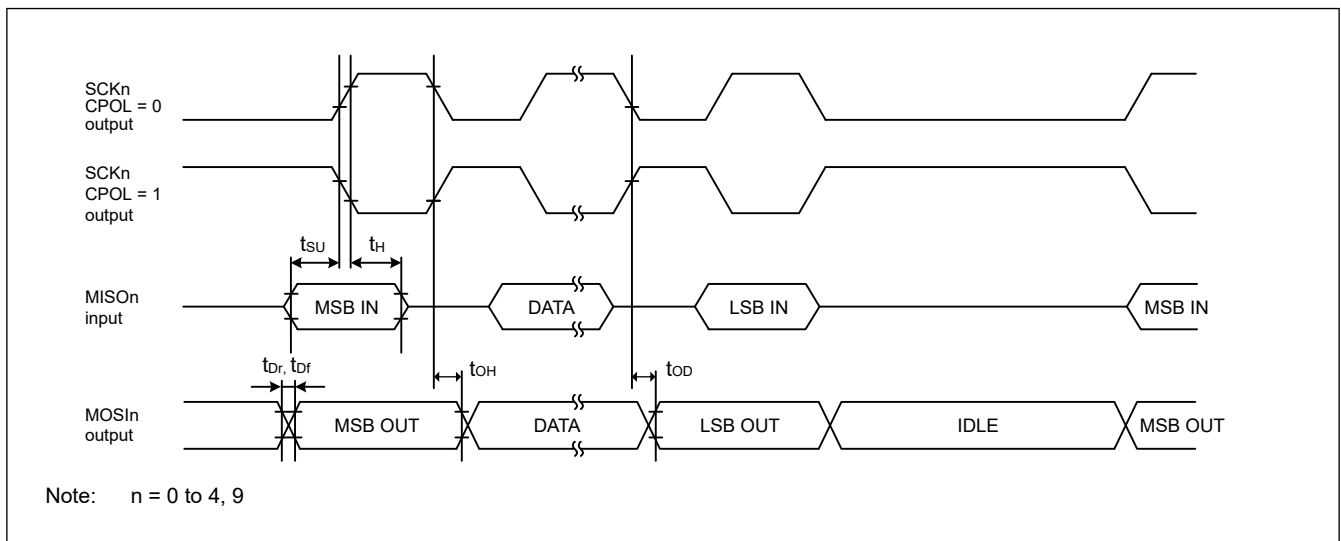 SCKn
CPOL = 0
output
SCKn
CPOL = 1
output
tSU
tH
MISOn
input
MSB IN
DATA
LSB IN
MSB IN
tDr, tDf
tOH
tOD
MOSIn
output
MSB OUT
DATA
LSB OUT
IDLE
MSB OUT
Note: n = 0 to 4, 9